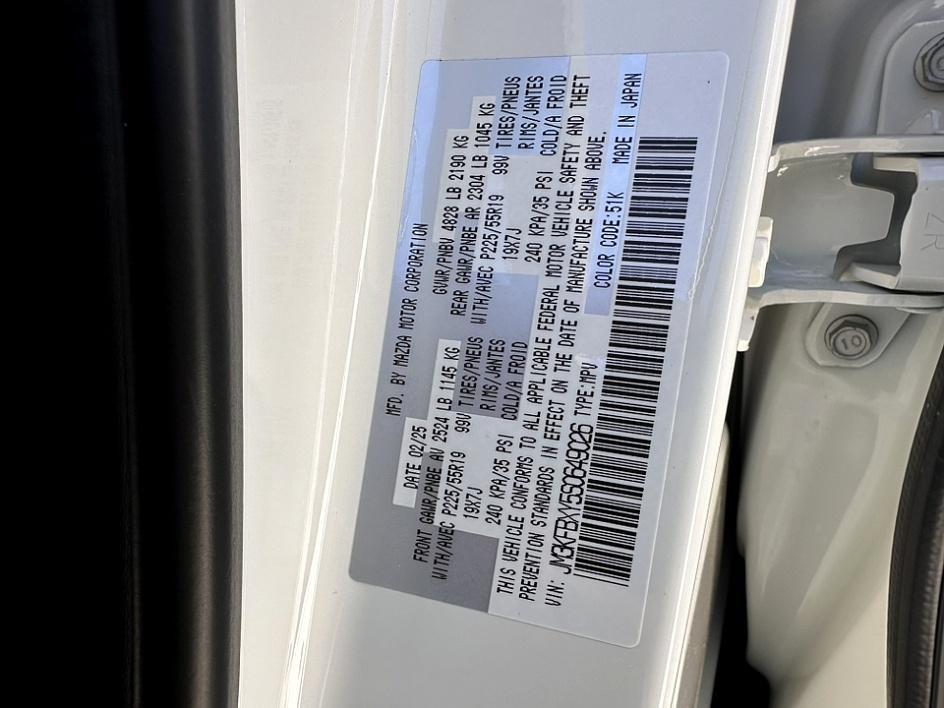 MFD. BY MAZDA MOTOR CORPORATION
DATE 02/25 GVWR/PNBV 4828 LB 2190 KG
FRONT GAWR/PNBE AV 2524 LB 1145 KG REAR GAWR/PNBE AR 2304 LB 1045 KG
WITH/AVEC P225/55R19 99V TIRES/PNEUS WITH/AVEC P225/55R19 99V TIRES/PNEUS
19X7J RIMS/JANTES 19X7J RIMS/JANTES
240 KPA/35 PSI COLD/A FROID 240 KPA/35 PSI COLD/A FROID
THIS VEHICLE CONFORMS TO ALL APPLICABLE FEDERAL MOTOR VEHICLE SAFETY AND THEFT
PREVENTION STANDARDS IN EFFECT ON THE DATE OF MANUFACTURE SHOWN ABOVE.
VIN: JM3KFBXY5S0649026 TYPE:MPV COLOR CODE:51K MADE IN JAPAN
ZR
10